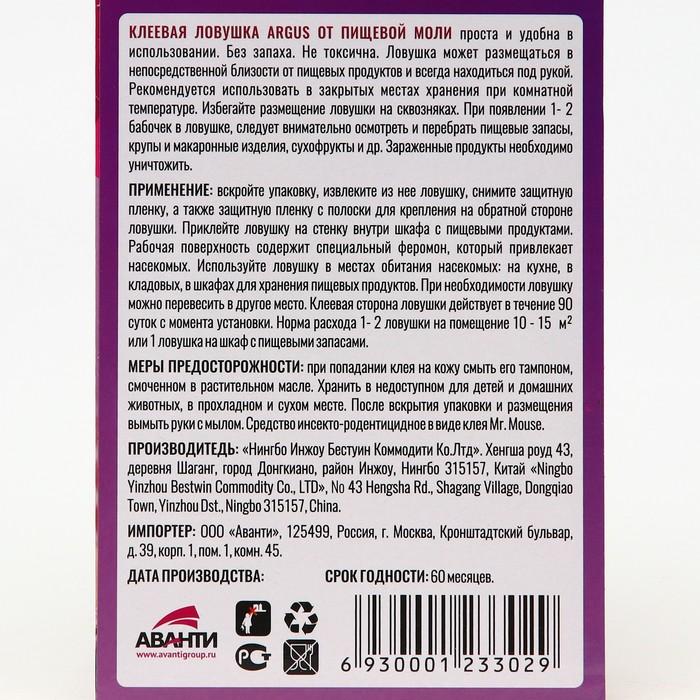 КЛЕЕВАЯ ЛОВУШКА ARGUS ОТ ПИЩЕВОЙ МОЛИ проста и удобна в
использовании. Без запаха. Не токсична. Ловушка может размещаться в
непосредственной близости от пищевых продуктов и всегда находиться под рукой.
Рекомендуется использовать в закрытых местах хранения при комнатной
температуре. Избегайте размещение ловушки на сквозняках. При появлении 1- 2
бабочек в ловушке, следует внимательно осмотреть и перебрать пищевые запасы,
крупы и макаронные изделия, сухофрукты и др. Зараженные продукты необходимо
уничтожить.
ПРИМЕНЕНИЕ: вскройте упаковку, извлеките из нее ловушку, снимите защитную
пленку, а также защитную пленку с полоски для крепления на обратной стороне
ловушки. Приклейте ловушку на стенку внутри шкафа с пищевыми продуктами.
Рабочая поверхность содержит специальный феромон, который привлекает
насекомых. Используйте ловушку в местах обитания насекомых: на кухне, в
кладовых, в шкафах для хранения пищевых продуктов. При необходимости ловушку
можно перевесить в другое место. Клеевая сторона ловушки действует в течение 90
суток с момента установки. Норма расхода 1- 2 ловушки на помещение 10 - 15 м²
или 1 ловушка на шкаф с пищевыми запасами.
МЕРЫ ПРЕДОСТОРОЖНОСТИ: при попадании клея на кожу смыть его тампоном,
смоченном в растительном масле. Хранить в недоступном для детей и домашних
животных, в прохладном и сухом месте. После вскрытия упаковки и размещения
вымыть руки с мылом. Средство инсекто-родентицидное в виде клея Mr. Mouse.
ПРОИЗВОДИТЕЛЬ: «Нингбо Инжоу Бестуин Коммодити Ко.Лтд». Хенгша роуд 43,
деревня Шаганг, город Донгкиано, район Инжоу, Нингбо 315157, Китай «Ningbo
Yinzhou Bestwin Commodity Co., LTD», No 43 Hengsha Rd., Shagang Village, Dongqiao
Town, Yinzhou Dst., Ningbo 315157, China.
ИМПОРТЕР: ООО «Аванти», 125499, Россия, г. Москва, Кронштадтский бульвар,
д. 39, корп. 1, пом. 1, комн. 45.
ДАТА ПРОИЗВОДСТВА: СРОК ГОДНОСТИ: 60 месяцев.
АВАНТИ
www.avantigroup.ru
РСТ
6 930001 233029